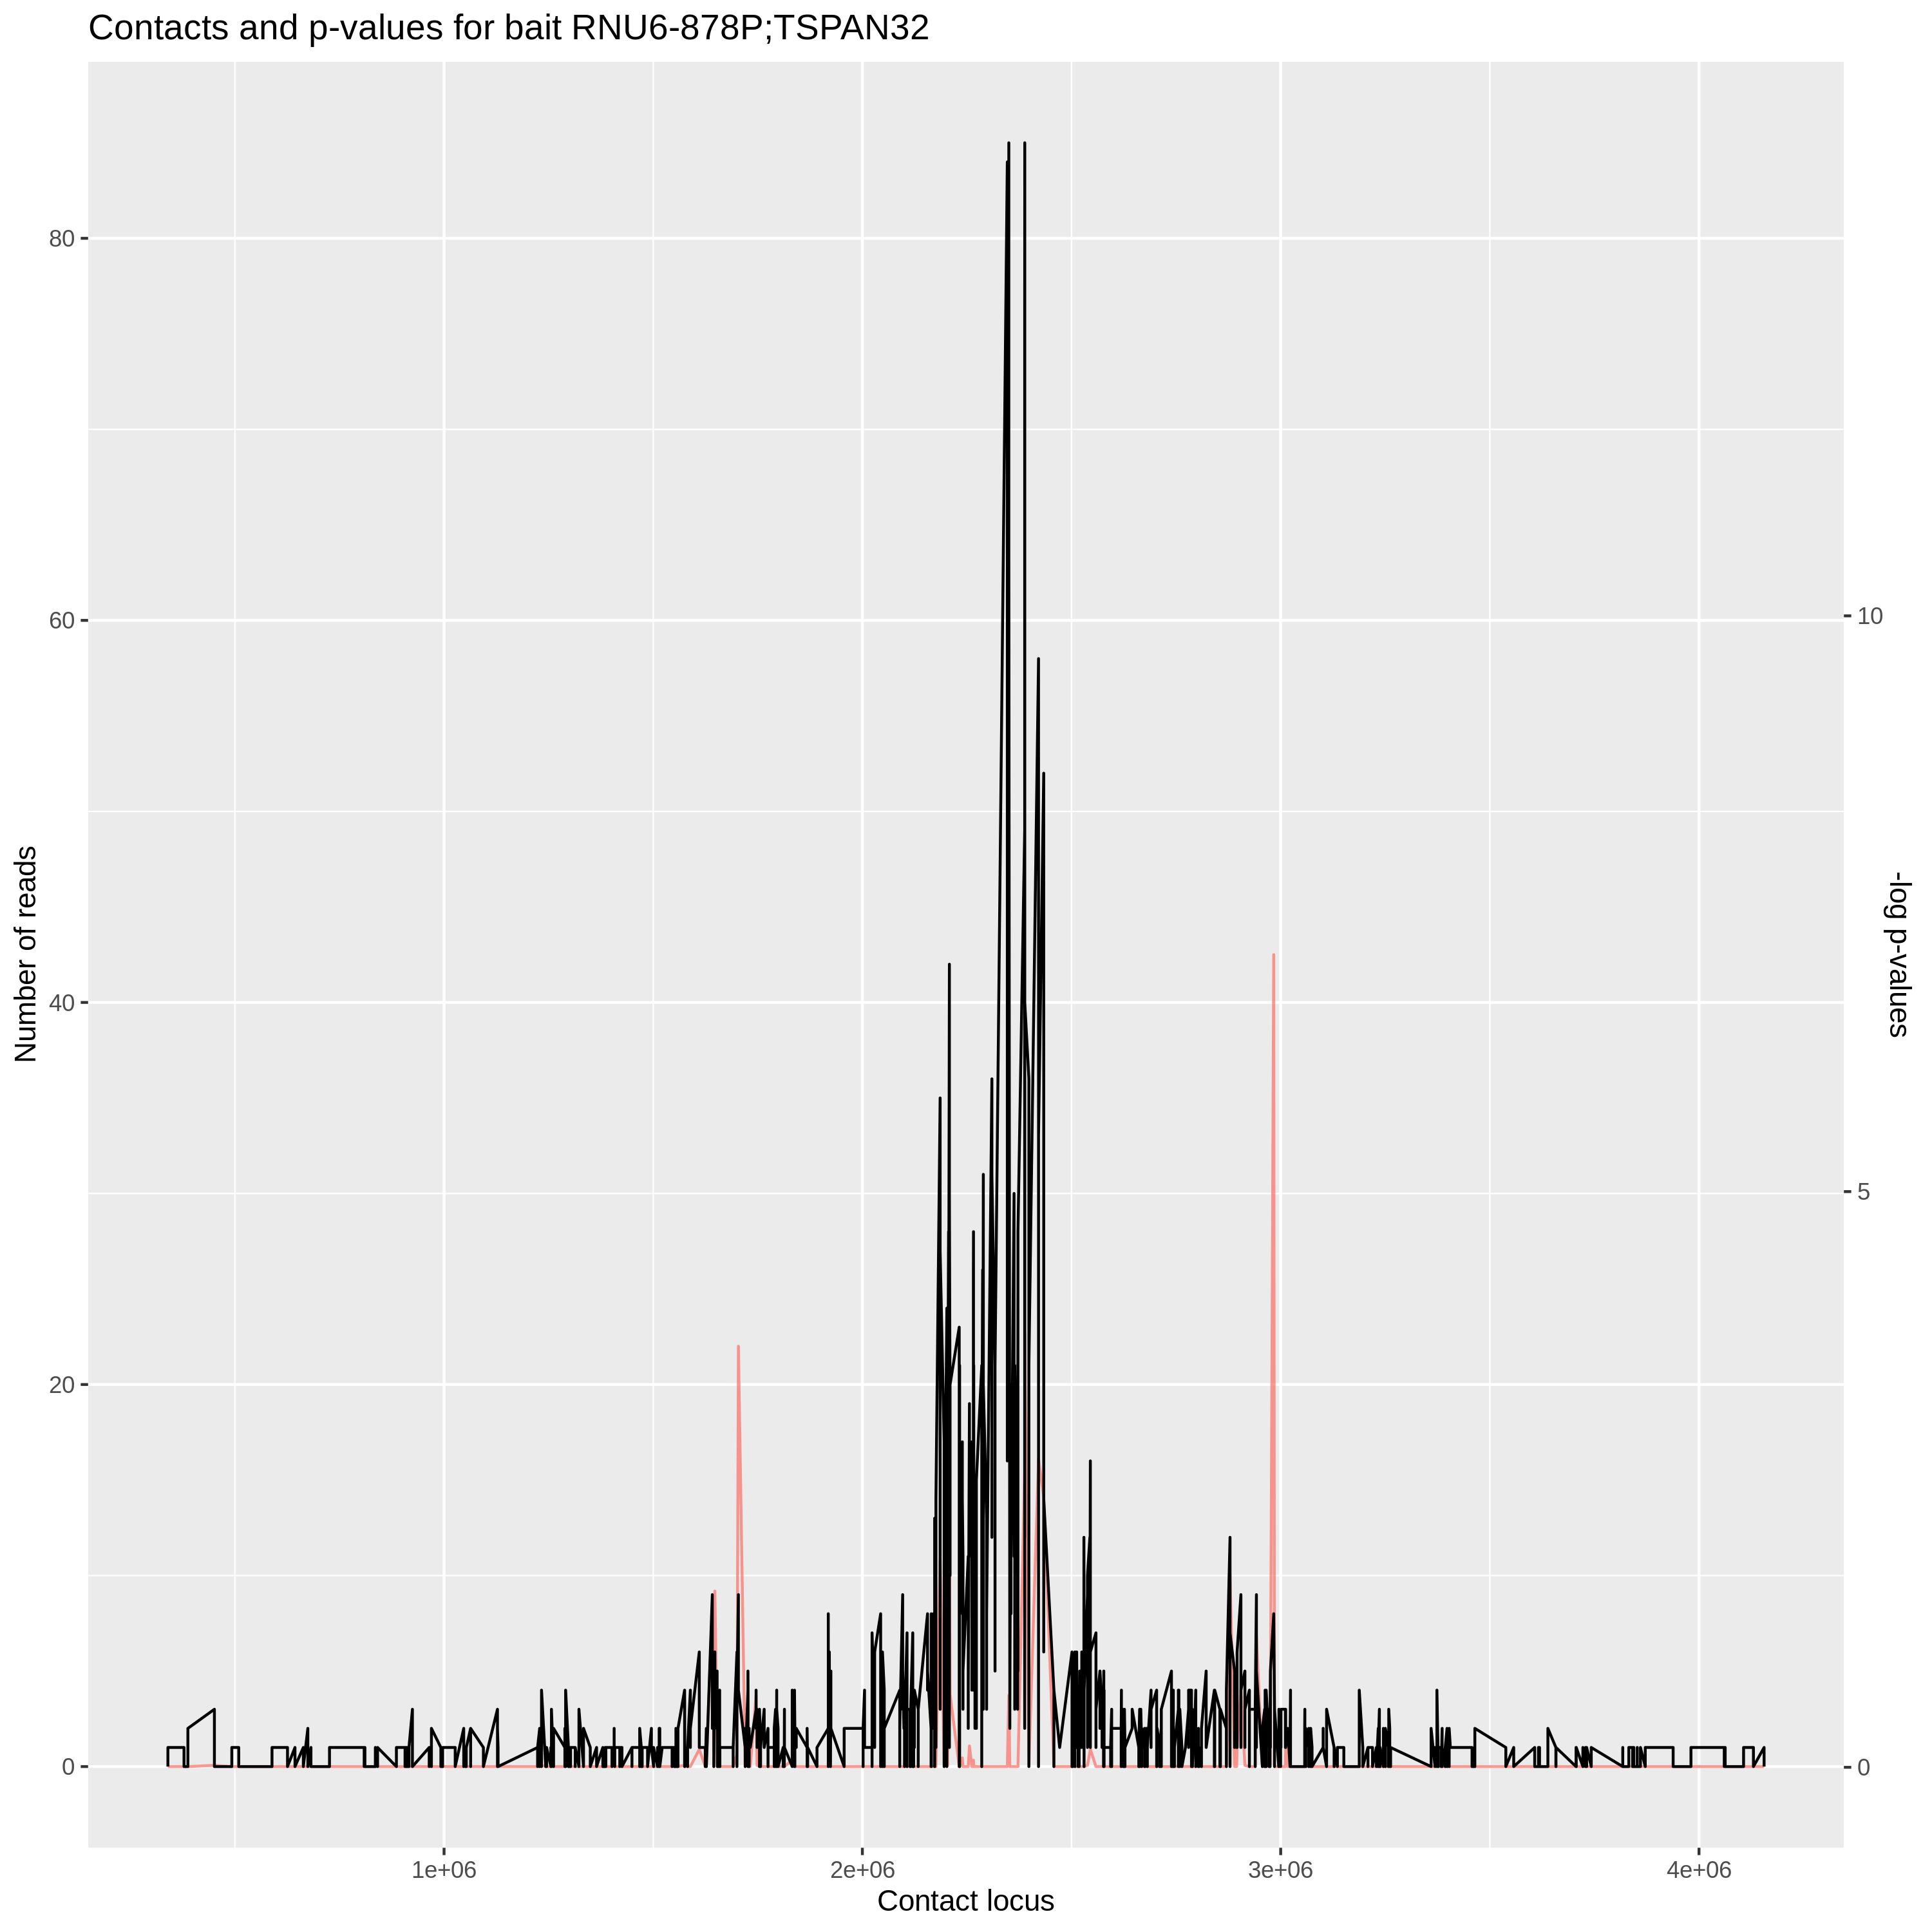 Contacts and p-values for bait RNU6-878P;TSPAN32
80
60
40
20
0
Number of reads
10
5
0
-log p-values
1e+06
2e+06
3e+06
4e+06
Contact locus